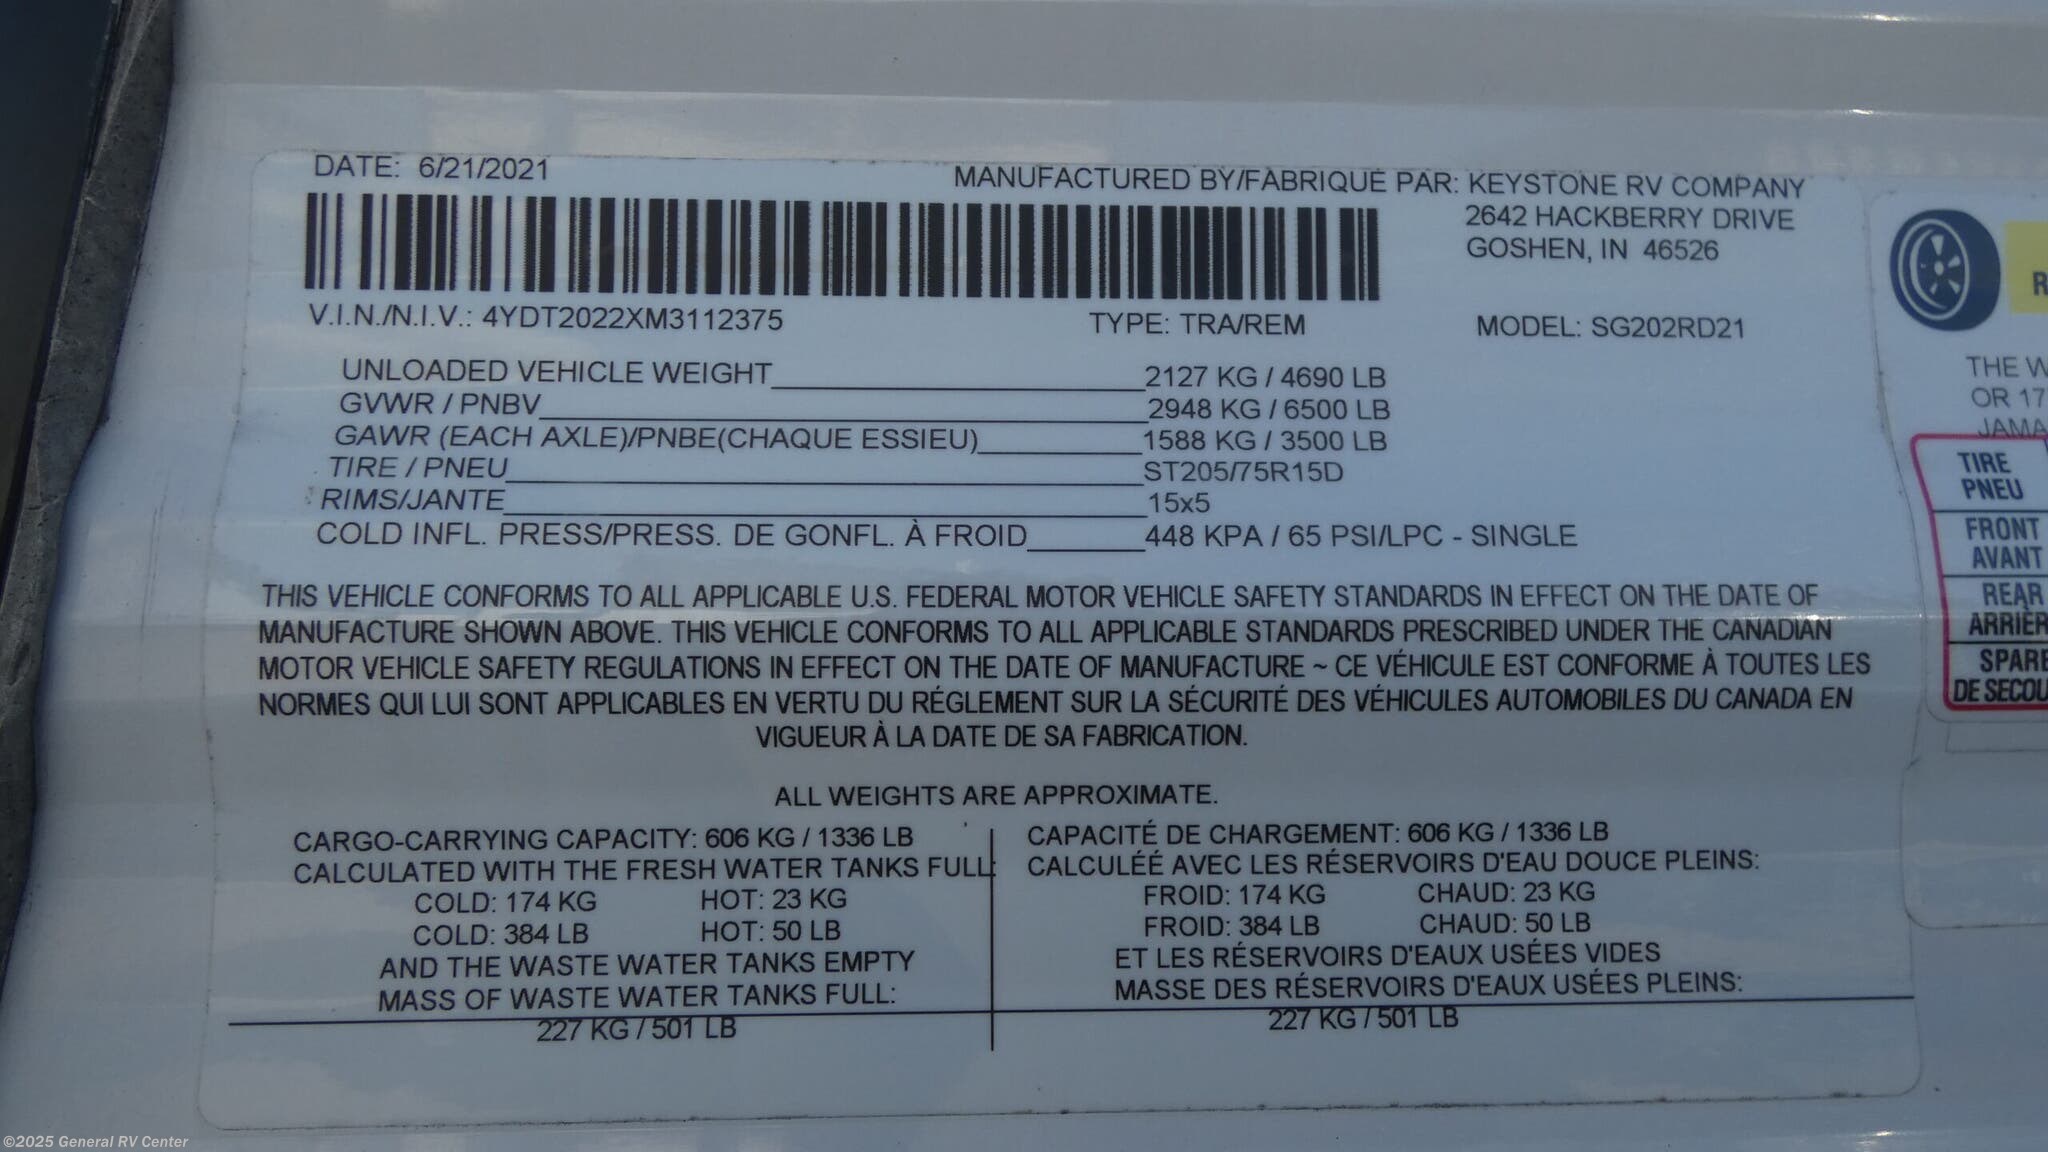 DATE: 6/21/2021
MANUFACTURED BY/FABRIQUÉ PAR: KEYSTONE RV COMPANY
2642 HACKBERRY DRIVE
GOSHEN, IN 46526
V.I.N./N.I.V.: 4YDT2022XM3112375
TYPE: TRA/REM
MODEL: SG202RD21
UNLOADED VEHICLE WEIGHT 2127 KG / 4690 LB
GVWR / PNBV 2948 KG / 6500 LB
GAWR (EACH AXLE)/PNBE(CHAQUE ESSIEU) 1588 KG / 3500 LB
TIRE / PNEU ST205/75R15D
RIMS/JANTE 15x5
COLD INFL. PRESS/PRESS. DE GONFL. À FROID 448 KPA / 65 PSI/LPC - SINGLE
THIS VEHICLE CONFORMS TO ALL APPLICABLE U.S. FEDERAL MOTOR VEHICLE SAFETY STANDARDS IN EFFECT ON THE DATE OF
MANUFACTURE SHOWN ABOVE. THIS VEHICLE CONFORMS TO ALL APPLICABLE STANDARDS PRESCRIBED UNDER THE CANADIAN
MOTOR VEHICLE SAFETY REGULATIONS IN EFFECT ON THE DATE OF MANUFACTURE ~ CE VÉHICULE EST CONFORME À TOUTES LES
NORMES QUI LUI SONT APPLICABLES EN VERTU DU RÉGLEMENT SUR LA SÉCURITÉ DES VÉHICULES AUTOMOBILES DU CANADA EN
VIGUEUR À LA DATE DE SA FABRICATION.
ALL WEIGHTS ARE APPROXIMATE.
CARGO-CARRYING CAPACITY: 606 KG / 1336 LB
CALCULATED WITH THE FRESH WATER TANKS FULL:
COLD: 174 KG HOT: 23 KG
COLD: 384 LB HOT: 50 LB
AND THE WASTE WATER TANKS EMPTY
MASS OF WASTE WATER TANKS FULL:
227 KG / 501 LB
CAPACITÉ DE CHARGEMENT: 606 KG / 1336 LB
CALCULÉÉ AVEC LES RÉSERVOIRS D'EAU DOUCE PLEINS:
FROID: 174 KG CHAUD: 23 KG
FROID: 384 LB CHAUD: 50 LB
ET LES RÉSERVOIRS D'EAUX USÉES VIDES
MASSE DES RÉSERVOIRS D'EAUX USÉES PLEINS:
227 KG / 501 LB
THE
OR 17
TIRE
PNEU
FRONT
AVANT
REAR
SPARE
©2025 General RV Center